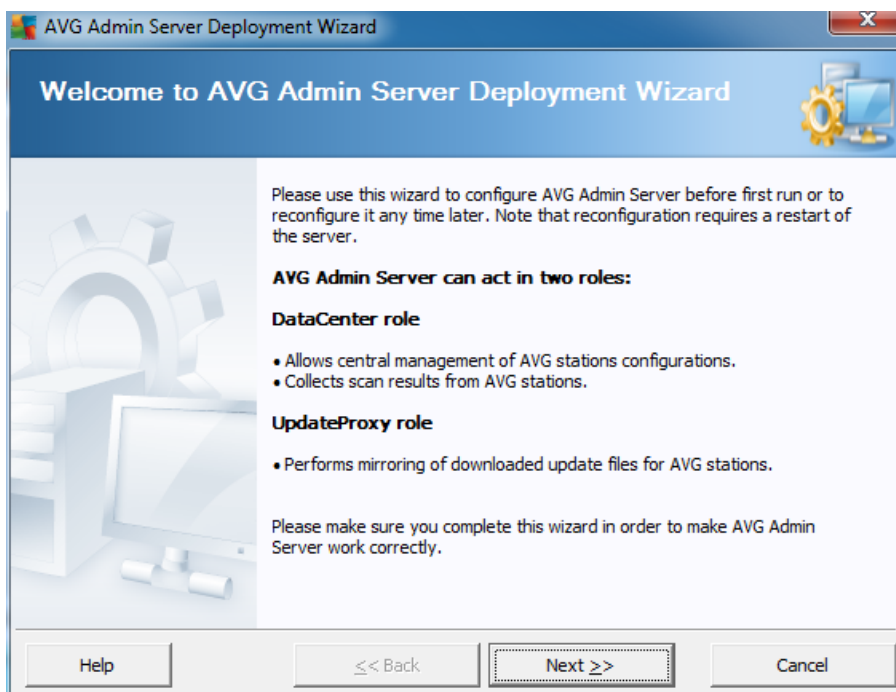 AVG Admin Server Deployment Wizard
Welcome to AVG Admin Server Deployment Wizard
Please use this wizard to configure AVG Admin Server before first run or to
reconfigure it any time later. Note that reconfiguration requires a restart of
the server.
AVG Admin Server can act in two roles:
DataCenter role
• Allows central management of AVG stations configurations.
• Collects scan results from AVG stations.
UpdateProxy role
• Performs mirroring of downloaded update files for AVG stations.
Please make sure you complete this wizard in order to make AVG Admin
Server work correctly.
Help
<< Back
Next >>
Cancel